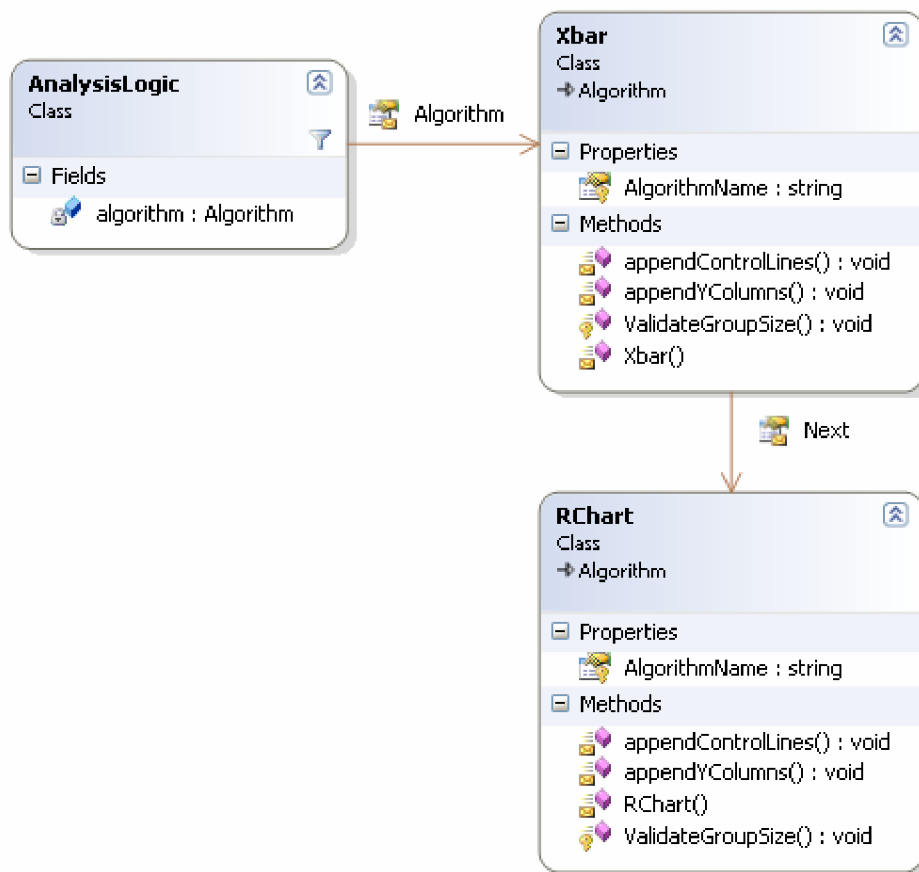 AnalysisLogic
Class
Fields
algorithm : Algorithm
Algorithm
Xbar
Class
Algorithm
Properties
AlgorithmName : string
Methods
appendControlLines() : void
appendYColumns() : void
ValidateGroupSize() : void
Xbar()
Next
RChart
Class
Algorithm
Properties
AlgorithmName : string
Methods
appendControlLines() : void
appendYColumns() : void
RChart()
ValidateGroupSize() : void